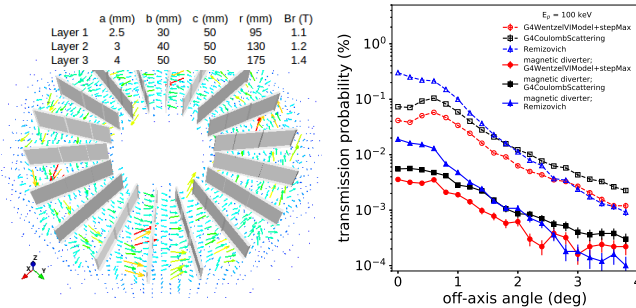 a (mm) b (mm) c (mm) r (mm) Br (T)
Layer 1 2.5 30 50 95 1.1
Layer 2 3 40 50 130 1.2
Layer 3 4 50 50 175 1.4
Z
X
Y
transmission probability (%)
10⁰
10⁻¹
10⁻²
10⁻³
10⁻⁴
E_p = 100 keV
G4WentzelVIModel+stepMax
G4CoulombScattering
Remizovich
magnetic diverter;
G4WentzelVIModel+stepMax
magnetic diverter;
G4CoulombScattering
magnetic diverter;
Remizovich
0 1 2 3 4
off-axis angle (deg)